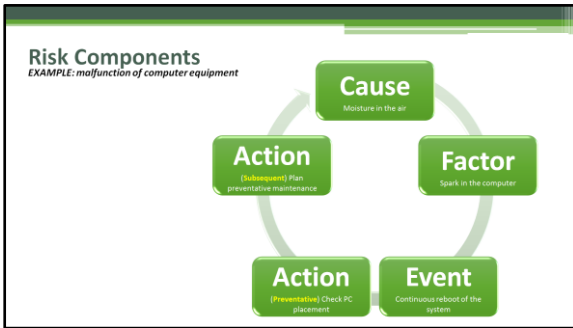 Risk Components
EXAMPLE: malfunction of computer equipment
Cause
Moisture in the air
Factor
Spark in the computer
Event
Continuous reboot of the
system
Action
(Preventative) Check PC
placement
Action
(Subsequent) Plan
preventative maintenance